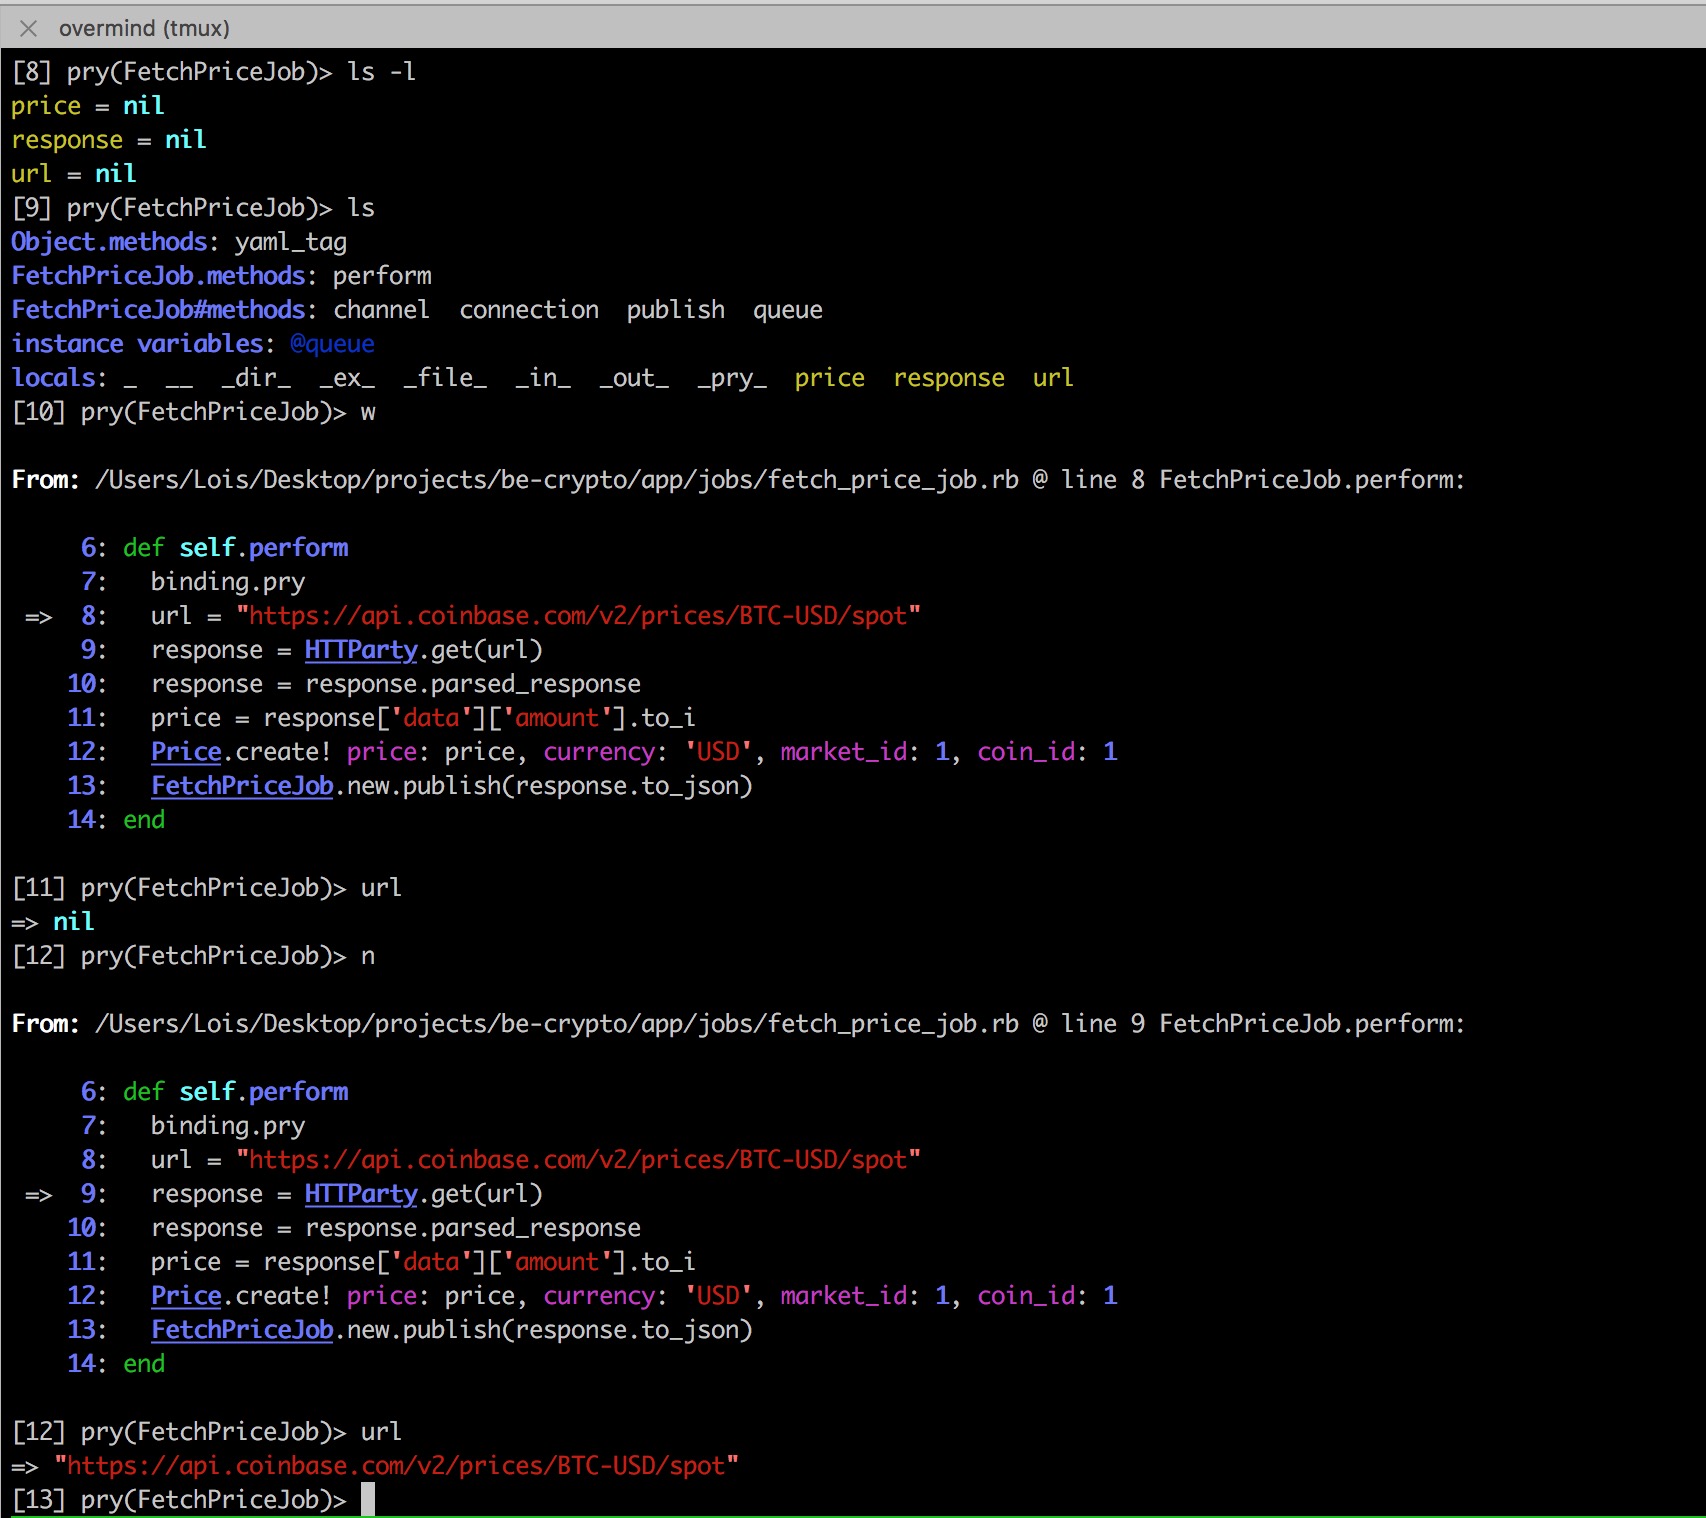 overmind (tmux)
[8] pry(FetchPriceJob)> ls -l
price = nil
response = nil
url = nil
[9] pry(FetchPriceJob)> ls
Object.methods: yaml_tag
FetchPriceJob.methods: perform
FetchPriceJob#methods: channel  connection  publish  queue
instance variables: @queue
locals: _  __  _dir_  _ex_  _file_  _in_  _out_  _pry_  price  response  url
[10] pry(FetchPriceJob)> w
From: /Users/Lois/Desktop/projects/be-crypto/app/jobs/fetch_price_job.rb @ line 8 FetchPriceJob.perform:
     6: def self.perform
     7:   binding.pry
 =>  8:   url = "https://api.coinbase.com/v2/prices/BTC-USD/spot"
     9:   response = HTTParty.get(url)
    10:   response = response.parsed_response
    11:   price = response['data']['amount'].to_i
    12:   Price.create! price: price, currency: 'USD', market_id: 1, coin_id: 1
    13:   FetchPriceJob.new.publish(response.to_json)
    14: end
[11] pry(FetchPriceJob)> url
=> nil
[12] pry(FetchPriceJob)> n
From: /Users/Lois/Desktop/projects/be-crypto/app/jobs/fetch_price_job.rb @ line 9 FetchPriceJob.perform:
     6: def self.perform
     7:   binding.pry
     8:   url = "https://api.coinbase.com/v2/prices/BTC-USD/spot"
 =>  9:   response = HTTParty.get(url)
    10:   response = response.parsed_response
    11:   price = response['data']['amount'].to_i
    12:   Price.create! price: price, currency: 'USD', market_id: 1, coin_id: 1
    13:   FetchPriceJob.new.publish(response.to_json)
    14: end
[12] pry(FetchPriceJob)> url
=> "https://api.coinbase.com/v2/prices/BTC-USD/spot"
[13] pry(FetchPriceJob)>